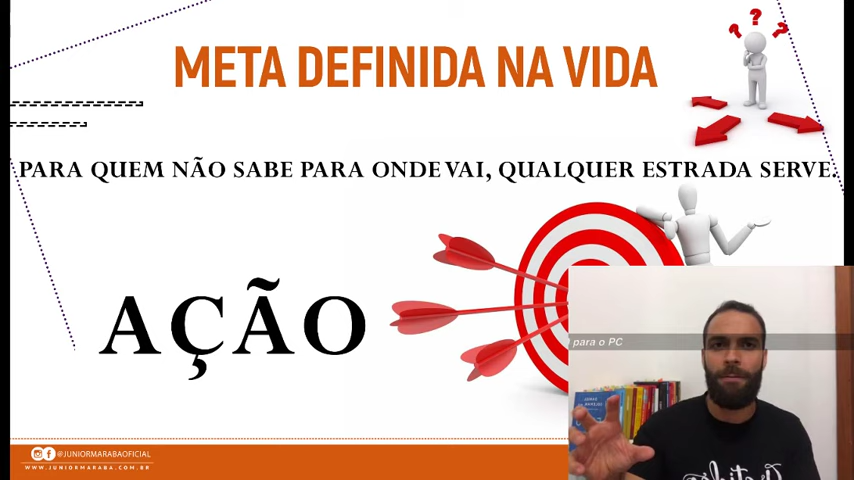 META DEFINIDA NA VIDA
? ? ?
PARA QUEM NÃO SABE PARA ONDE VAI, QUALQUER ESTRADA SERVE.
AÇÃO
para o PC
@JUNIORMARABAOFICIAL
WWW.JUNIORMARABA.COM.BR